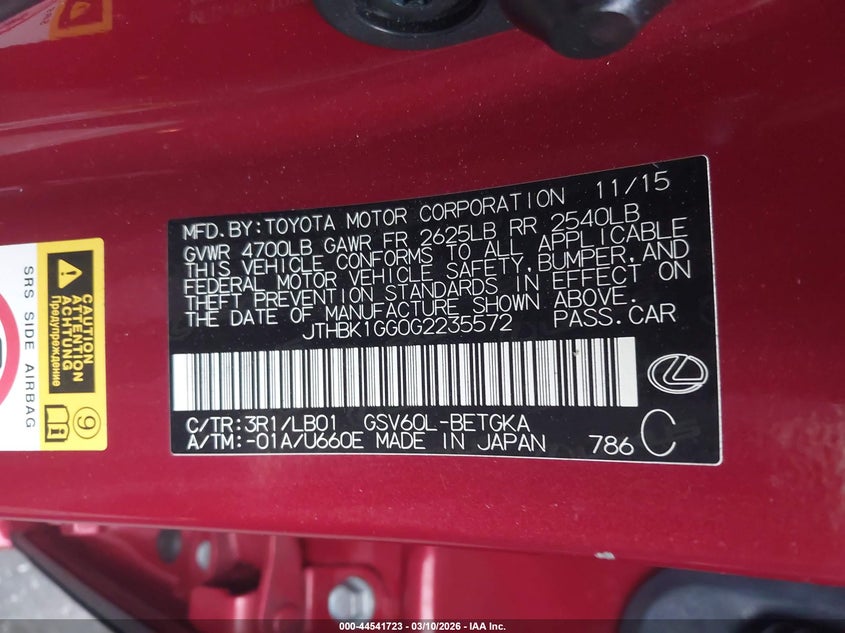 MFD. BY: TOYOTA MOTOR CORPORATION 11/15
GVWR 4700LB GAWR FR 2625LB RR 2540LB
THIS VEHICLE CONFORMS TO ALL APPLICABLE
FEDERAL MOTOR VEHICLE SAFETY, BUMPER, AND
THEFT PREVENTION STANDARDS IN EFFECT ON
THE DATE OF MANUFACTURE SHOWN ABOVE.
JTHBK1GG0G2235572 PASS. CAR
C/TR: 3R1/LB01 GSV60L-BETGKA
A/TM: -01A/U660E MADE IN JAPAN 786 C
CAUTION
ATTENTION
ACHTUNG
Предупреждение
SRS SIDE AIRBAG
9
000-44541723 — 03/10/2026 — IAA Inc.